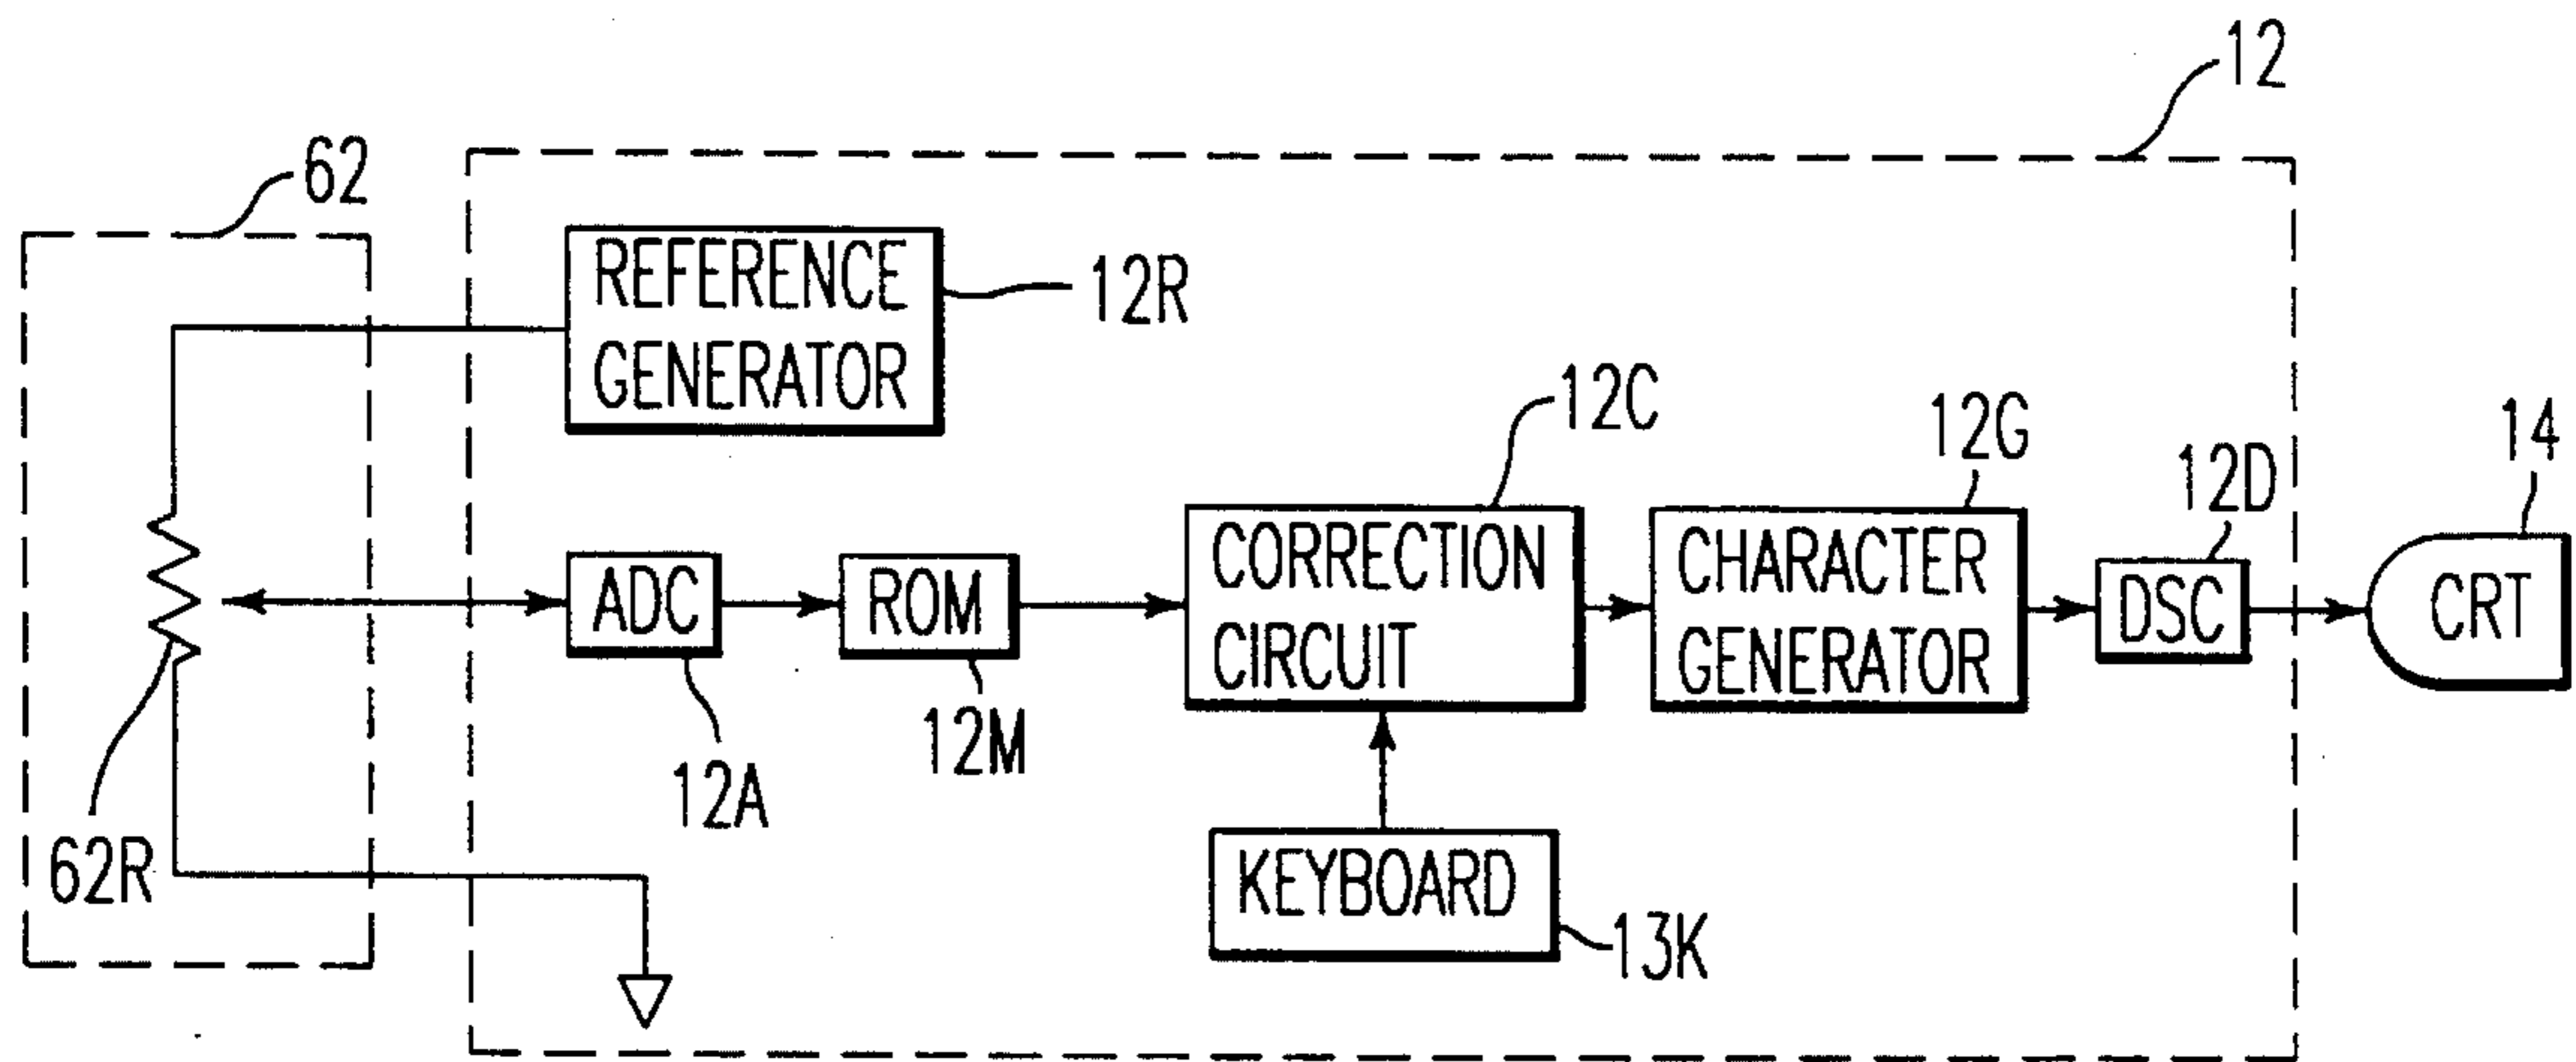 12
62
REFERENCE
GENERATOR
12R
12C
12G
14
12D
ADC
ROM
CORRECTION
CIRCUIT
CHARACTER
GENERATOR
DSC
CRT
12M
12A
62R
KEYBOARD
13K